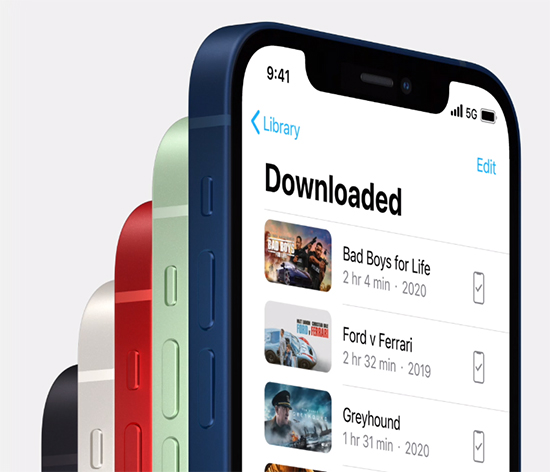 9:41
5G
Library
Edit
Downloaded
BAD BOYS
Bad Boys for Life
2 hr 4 min · 2020
FORD v FERRARI
Ford v Ferrari
2 hr 32 min · 2019
Greyhound
1 hr 31 min · 2020